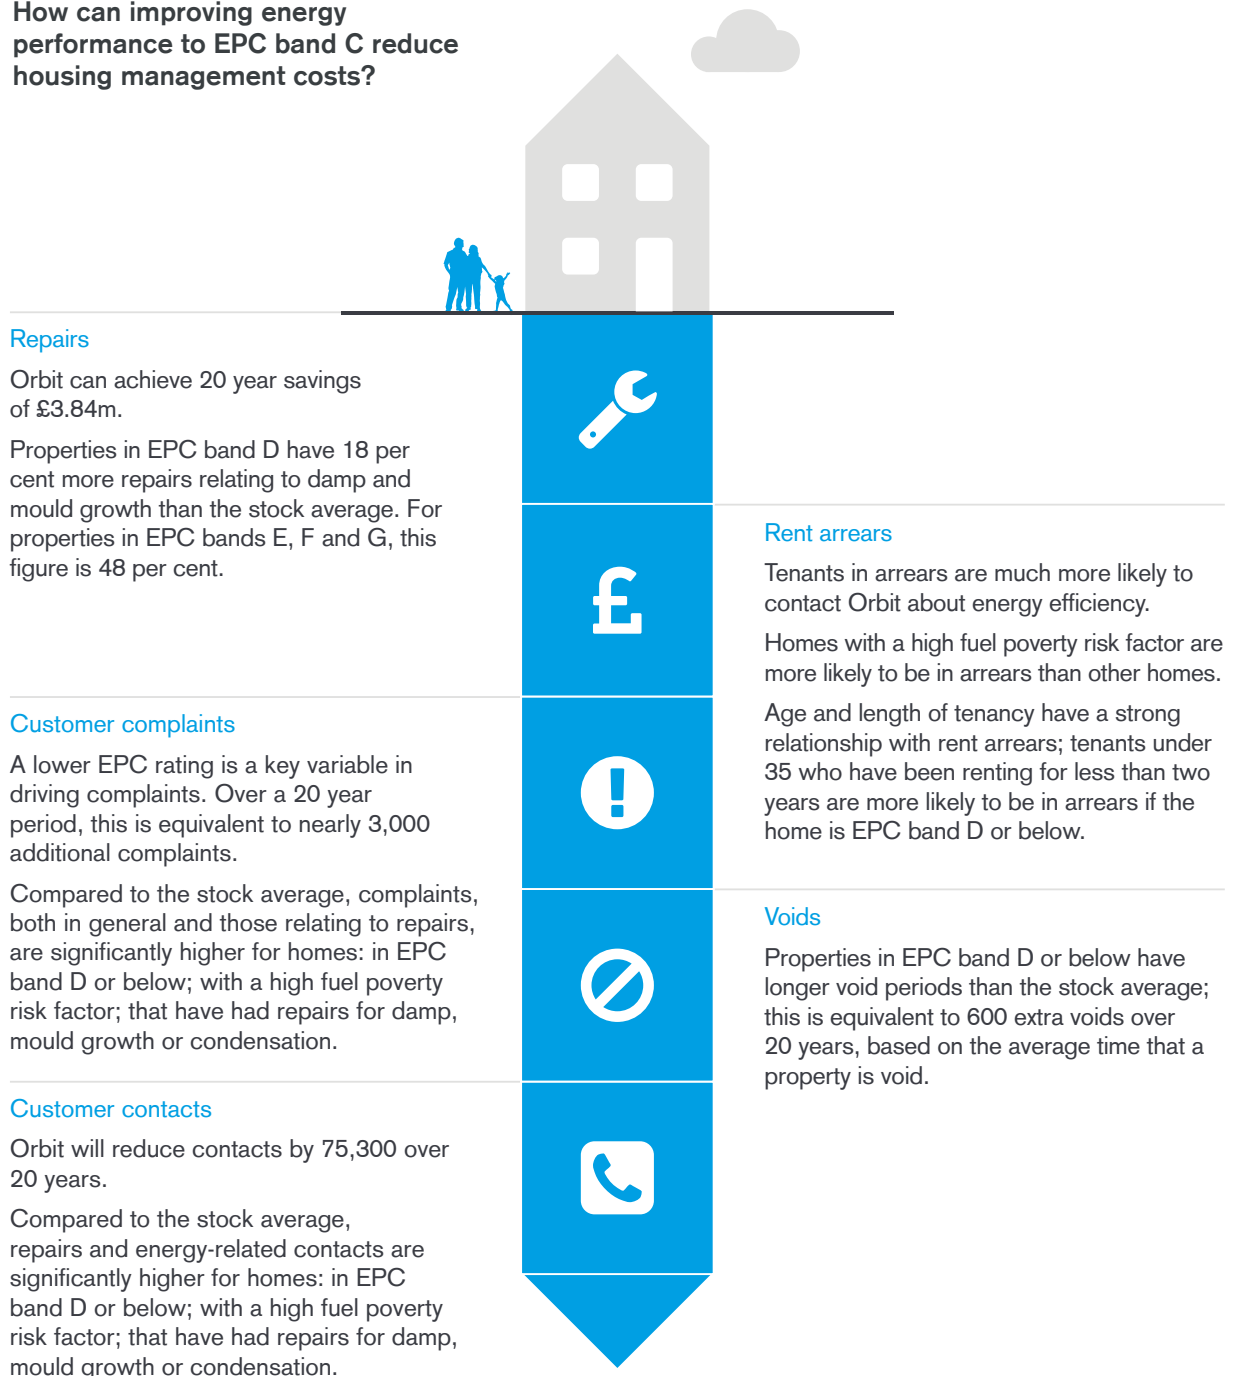 How can improving energy
performance to EPC band C reduce
housing management costs?
Repairs
Orbit can achieve 20 year savings
of £3.84m.
Properties in EPC band D have 18 per
cent more repairs relating to damp and
mould growth than the stock average. For
properties in EPC bands E, F and G, this
figure is 48 per cent.
£
Rent arrears
Tenants in arrears are much more likely to
contact Orbit about energy efficiency.
Homes with a high fuel poverty risk factor are
more likely to be in arrears than other homes.
Age and length of tenancy have a strong
relationship with rent arrears; tenants under
35 who have been renting for less than two
years are more likely to be in arrears if the
home is EPC band D or below.
Customer complaints
A lower EPC rating is a key variable in
driving complaints. Over a 20 year
period, this is equivalent to nearly 3,000
additional complaints.
Compared to the stock average, complaints,
both in general and those relating to repairs,
are significantly higher for homes: in EPC
band D or below; with a high fuel poverty
risk factor; that have had repairs for damp,
mould growth or condensation.
!
Voids
Properties in EPC band D or below have
longer void periods than the stock average;
this is equivalent to 600 extra voids over
20 years, based on the average time that a
property is void.
Customer contacts
Orbit will reduce contacts by 75,300 over
20 years.
Compared to the stock average,
repairs and energy-related contacts are
significantly higher for homes: in EPC
band D or below; with a high fuel poverty
risk factor; that have had repairs for damp,
mould growth or condensation.